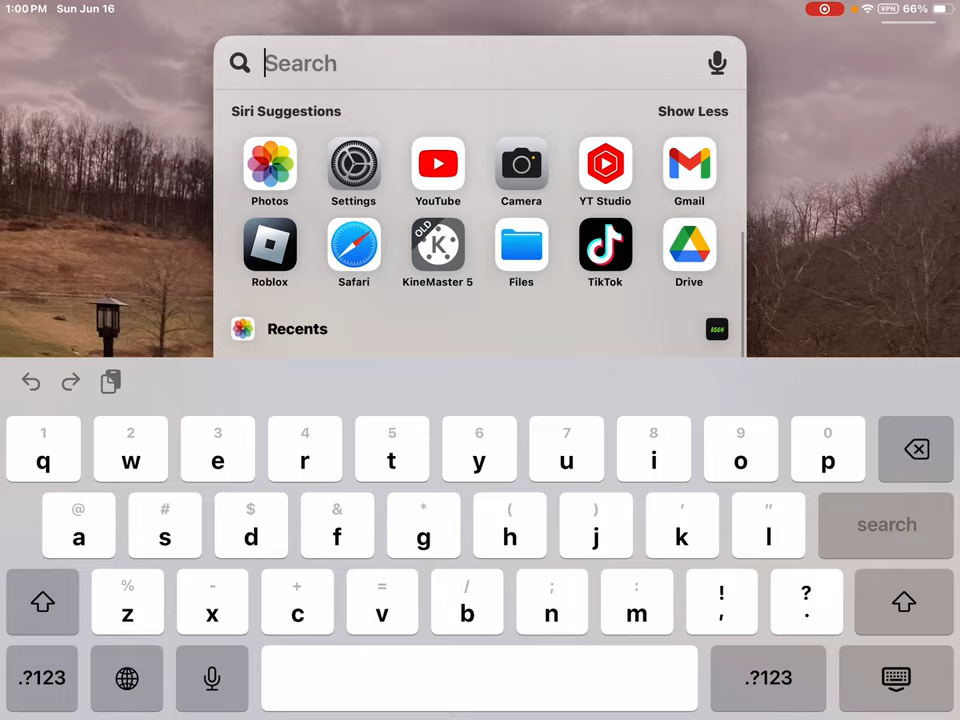 1:00 PM Sun Jun 16 VPN 66%
Search
Siri Suggestions Show Less
Photos Settings YouTube Camera YT Studio Gmail
OLD K
Roblox Safari KineMaster 5 Files TikTok Drive
Recents
1 2 3 4 5 6 7 8 9 0
q w e r t y u i o p
@ # $ & * ( ) ' "
a s d f g h j k l search
% - + = / ; : ! ?
z x c v b n m , .
.?123 .?123